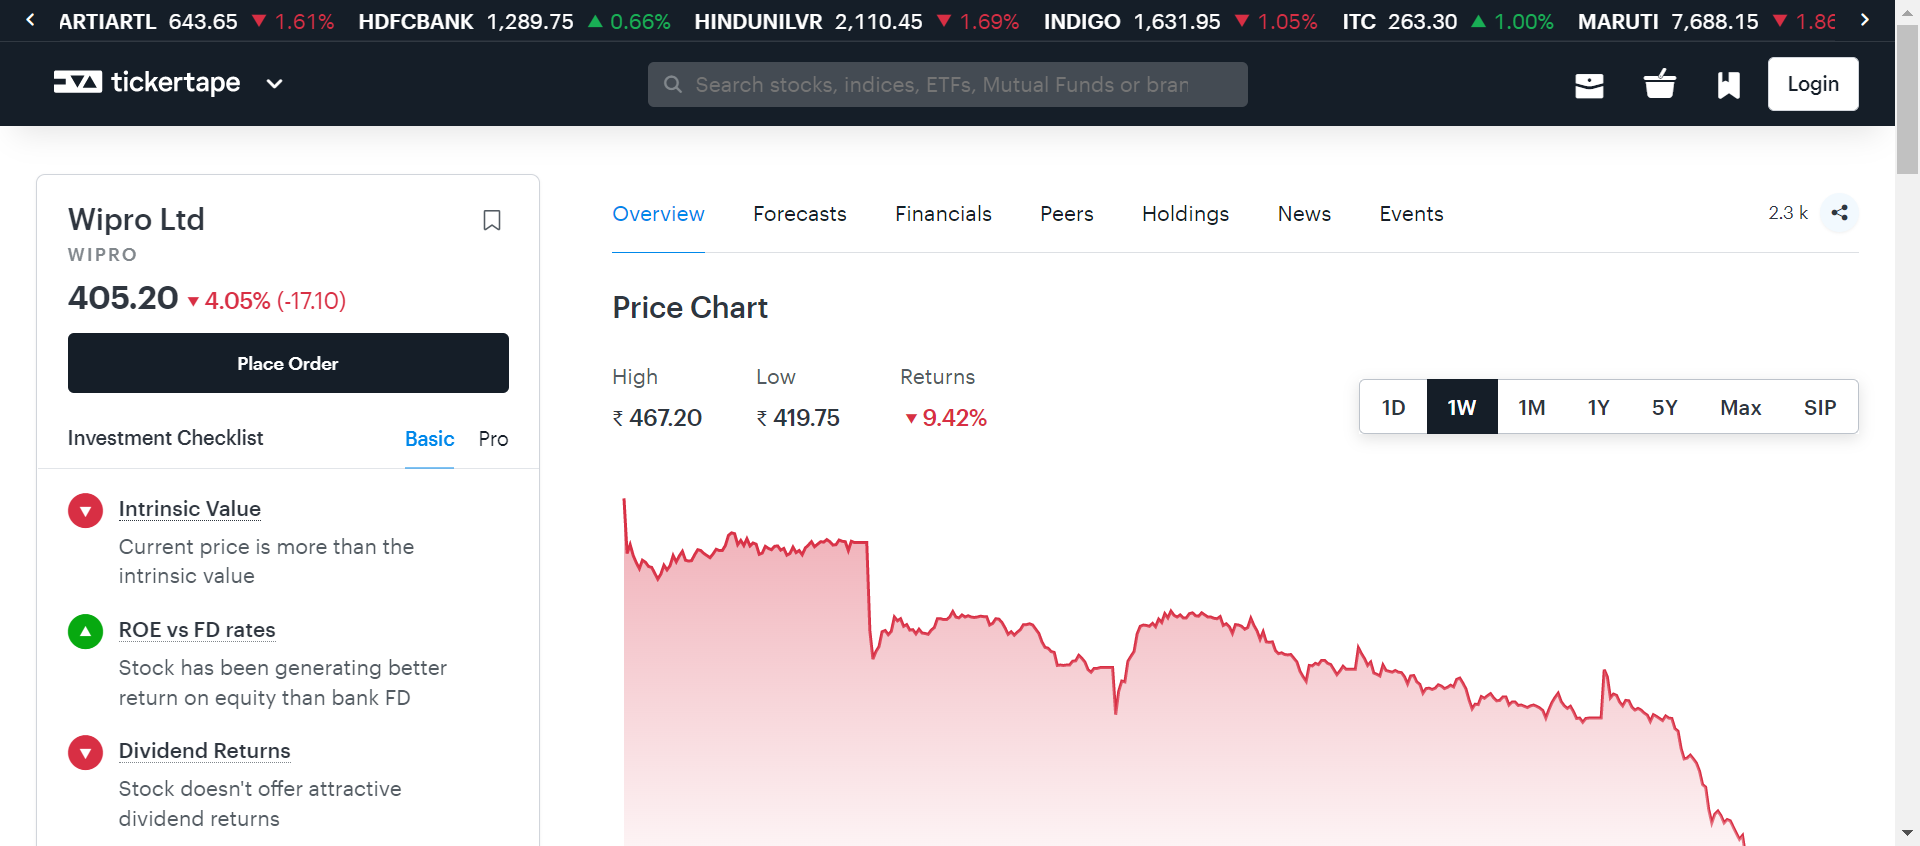 ARTIARTL 643.65 ▼ 1.61% HDFCBANK 1,289.75 ▲ 0.66% HINDUNILVR 2,110.45 ▼ 1.69% INDIGO 1,631.95 ▼ 1.05% ITC 263.30 ▲ 1.00% MARUTI 7,688.15 ▼ 1.86
tickertape
Search stocks, indices, ETFs, Mutual Funds or bran
Login
Wipro Ltd
WIPRO
405.20 ▼ 4.05% (-17.10)
Place Order
Investment Checklist Basic Pro
Intrinsic Value
Current price is more than the
intrinsic value
ROE vs FD rates
Stock has been generating better
return on equity than bank FD
Dividend Returns
Stock doesn't offer attractive
dividend returns
Overview Forecasts Financials Peers Holdings News Events 2.3 k
Price Chart
High Low Returns
₹ 467.20 ₹ 419.75 ▼ 9.42%
1D 1W 1M 1Y 5Y Max SIP